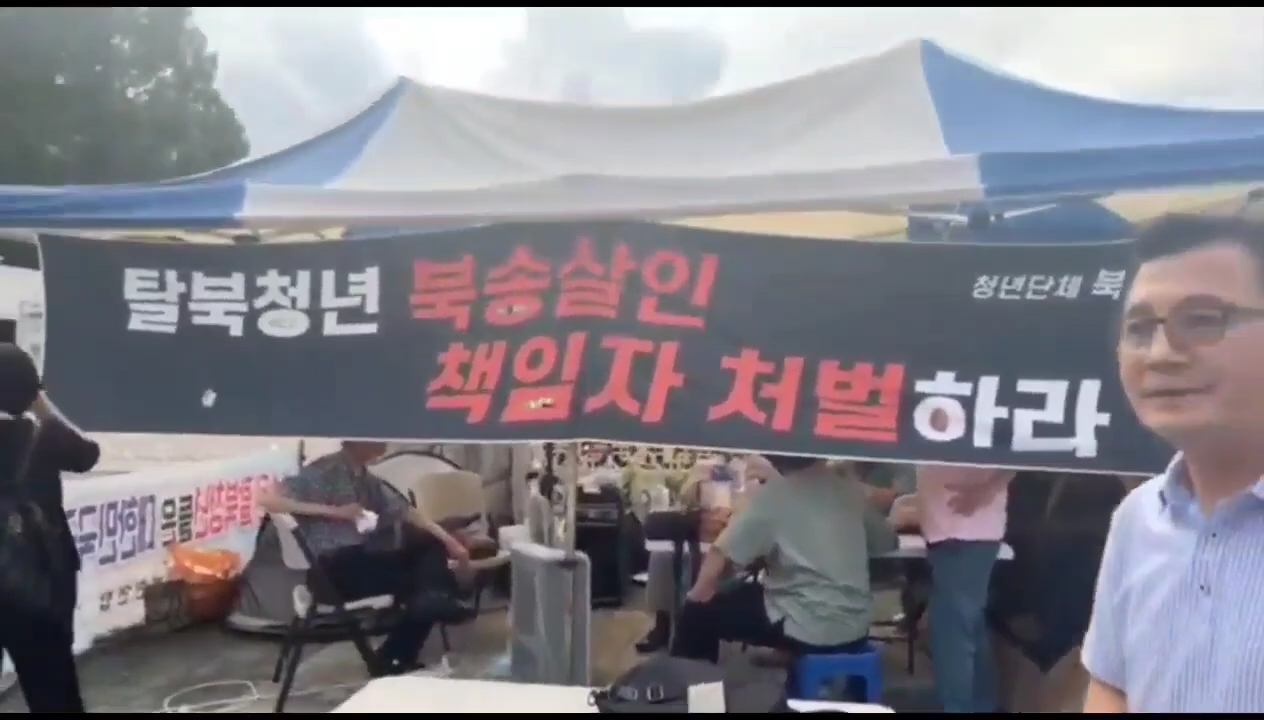 탈북청년 북송살인
책임자 처벌하라
청년단체 북